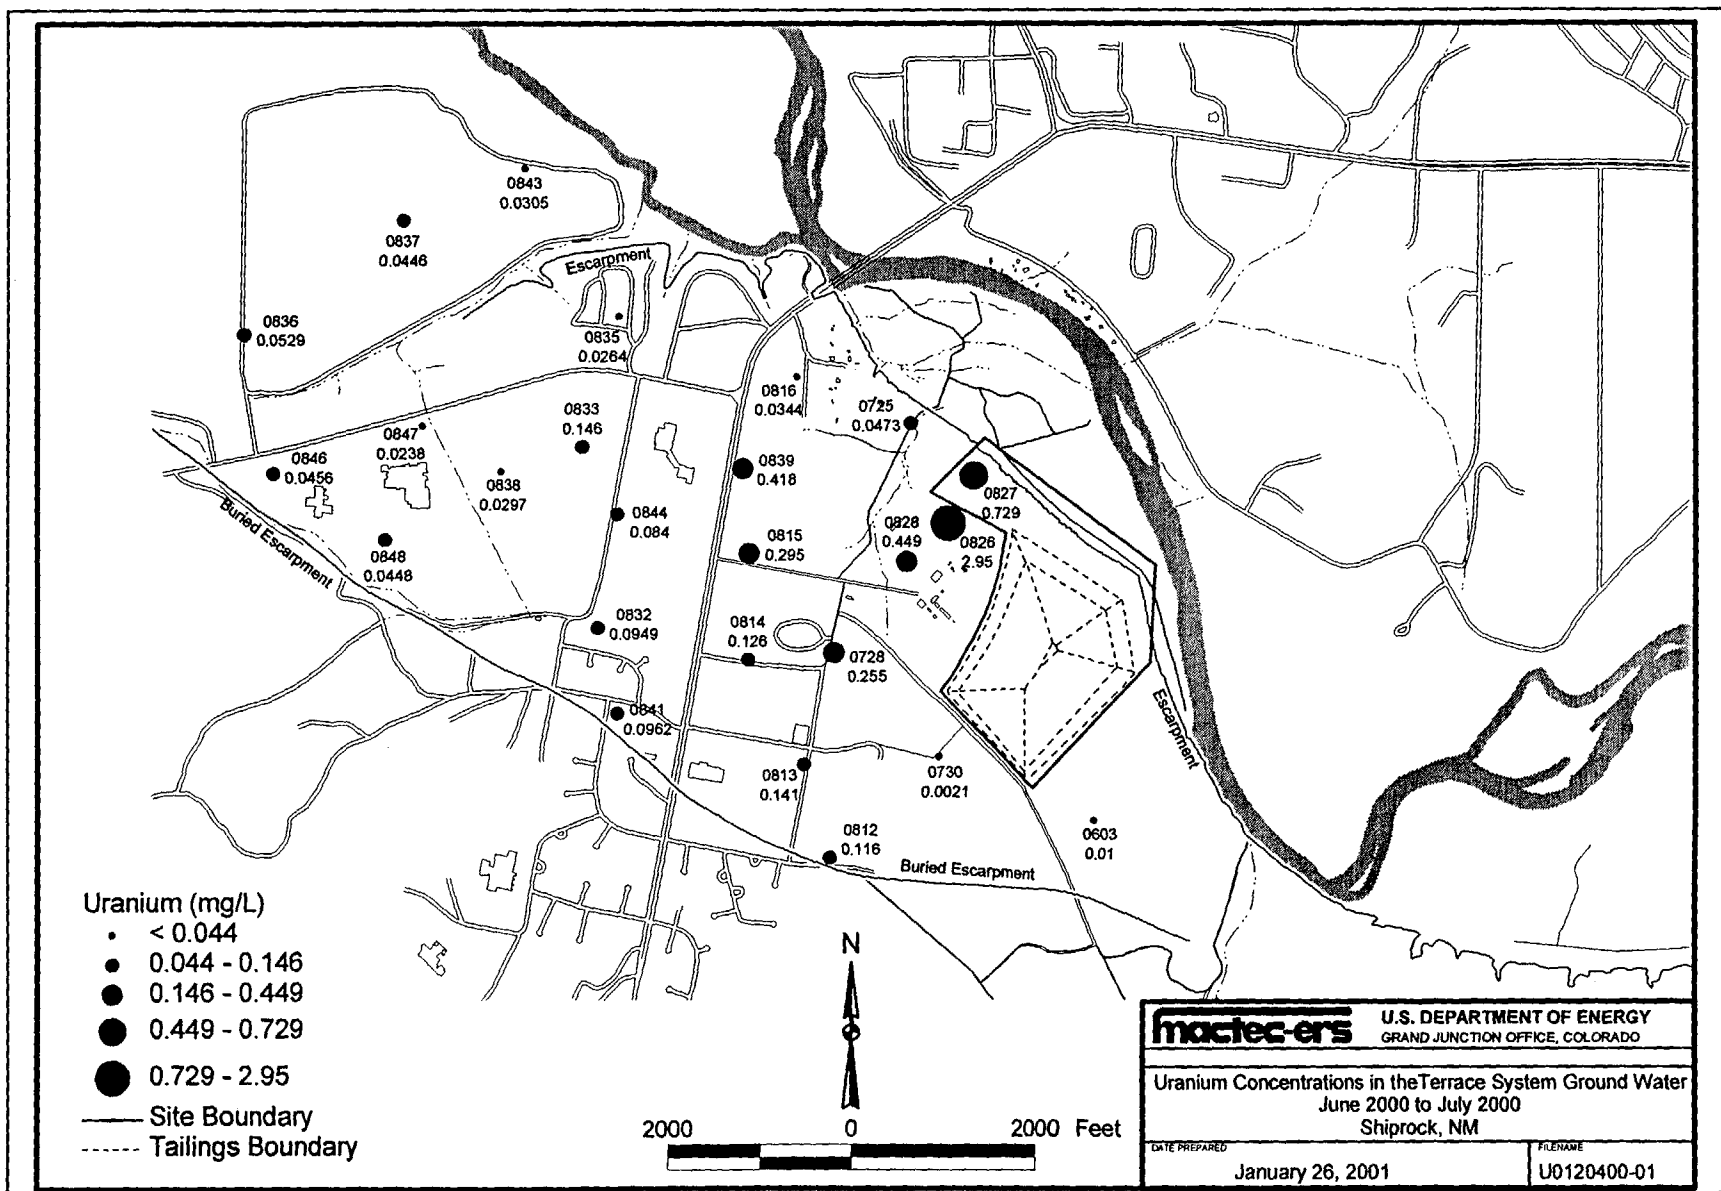 0843
0.0305
0837
0.0446
Escarpment
0836
0.0529
0835
0.0264
0816
0.0344
0725
0.0473
0833
0.146
0847
0.0238
0846
0.0456
0838
0.0297
0839
0.418
0827
0.729
0844
0.084
0828
0.449
0826
2.95
0815
0.295
0848
0.0448
Buried Escarpment
0832
0.0949
0814
0.126
0728
0.255
0841
0.0962
Escarpment
0813
0.141
0730
0.0021
0603
0.01
0812
0.116
Buried Escarpment
Uranium (mg/L)
< 0.044
0.044 - 0.146
0.146 - 0.449
0.449 - 0.729
0.729 - 2.95
Site Boundary
Tailings Boundary
N
2000 0 2000 Feet
mactec-ers
U.S. DEPARTMENT OF ENERGY
GRAND JUNCTION OFFICE, COLORADO
Uranium Concentrations in theTerrace System Ground Water
June 2000 to July 2000
Shiprock, NM
DATE PREPARED
January 26, 2001
FILENAME
U0120400-01